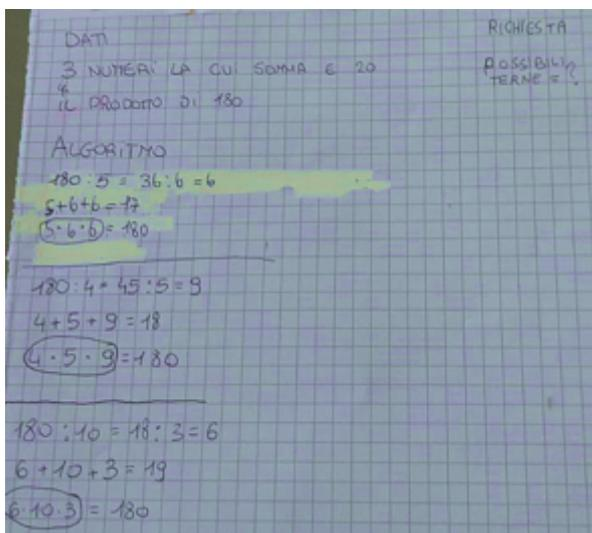 DATI
3 NUMERI LA CUI SOMMA È 20
&
IL PRODOTTO DI 180
RICHIESTA
POSSIBILI
TERNE = ?
ALGORITMO
180 : 5 = 36 : 6 = 6
5+6+6 = 17
5·6·6 = 180
180 : 4 = 45 : 5 = 9
4 + 5 + 9 = 18
4 · 5 · 9 = 180
180 : 10 = 18 : 3 = 6
6 + 10 + 3 = 19
6·10·3 = 180